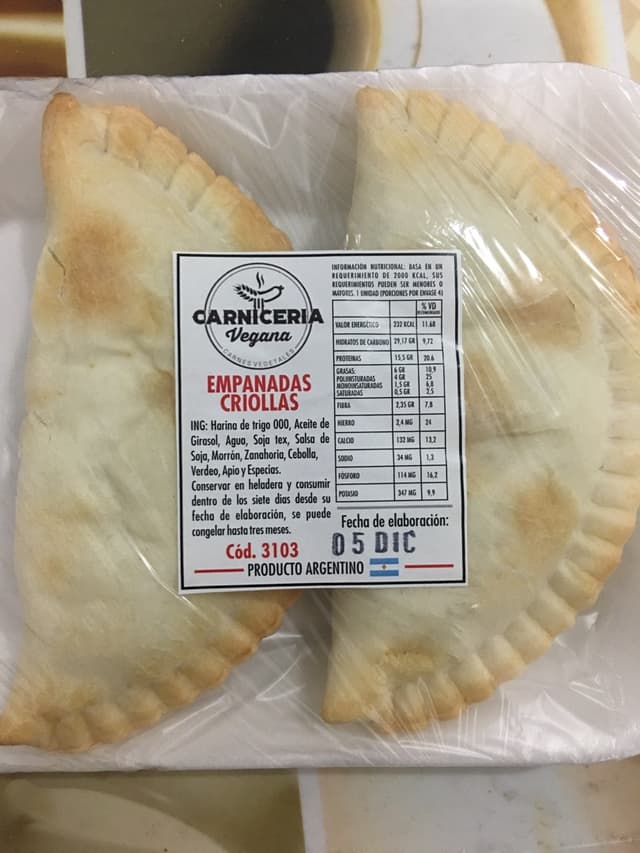 CARNICERIA
Vegana
CARNES VEGETALES
EMPANADAS
CRIOLLAS
ING: Harina de trigo 000, Aceite de
Girasol, Agua, Soja tex, Salsa de
Soja, Morrón, Zanahoria, Cebolla,
Verdeo, Apio y Especias.
Conservar en heladera y consumir
dentro de los siete dias desde su
fecha de elaboración, se puede
congelar hasta tres meses.
Cód. 3103
INFORMACIÓN NUTRICIONAL: BASA EN UN
REQUERIMIENTO DE 2000 KCAL, SUS
REQUERIMIENTOS PUEDEN SER MENORES O
MAYORES. 1 UNIDAD (PORCIONES POR ENVASE 4)
% VD
VALOR ENERGÉTICO 232 KCAL 11.60
HIDRATOS DE CARBONO 29,17 GR 9,72
PROTEINAS 15,5 GR 20.6
GRASAS: 6 GR 10,9
POLIINSTURADAS 4 GR 25
MONOINSATURADAS 1,5 GR 6,8
SATURADAS 0,5 GR 2,5
FIBRA 2,35 GR 7,8
HIERRO 2,4 MG 24
CALCIO 132 MG 13,2
SODIO 34 MG 1,3
FÓSFORO 114 MG 16,2
POTASIO 347 MG 9,9
Fecha de elaboración:
05 DIC
PRODUCTO ARGENTINO